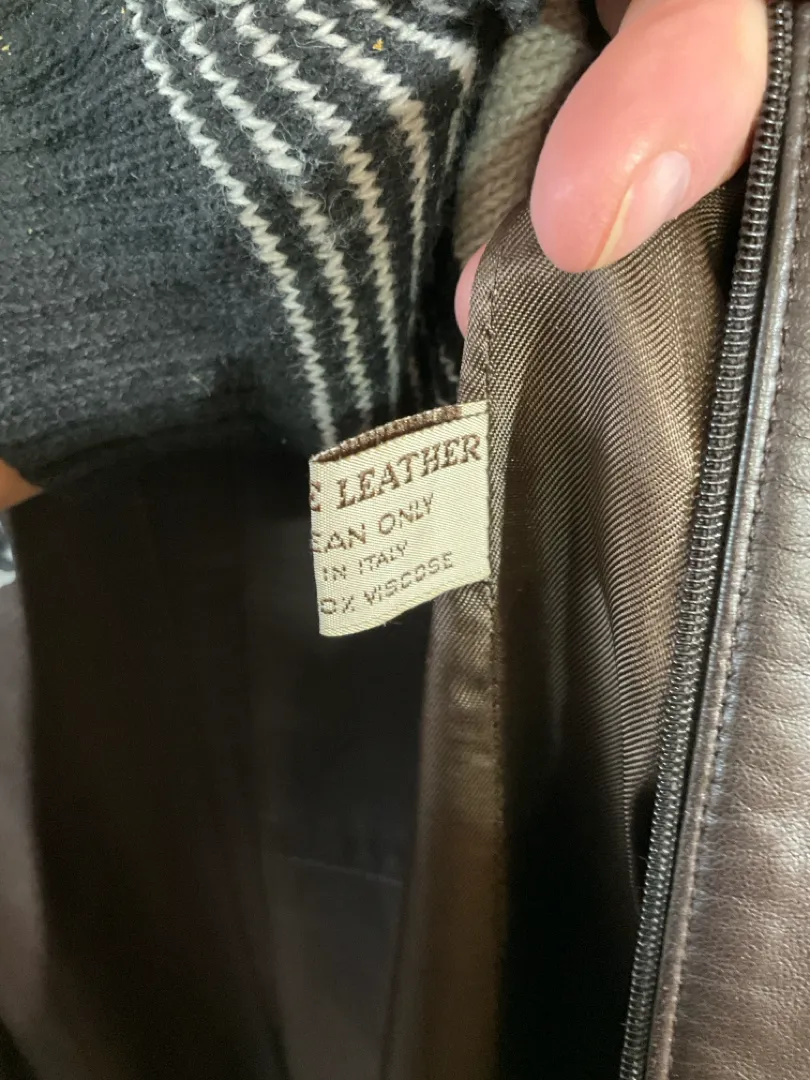 E LEATHER
EAN ONLY
IN ITALY
0% VISCOSE